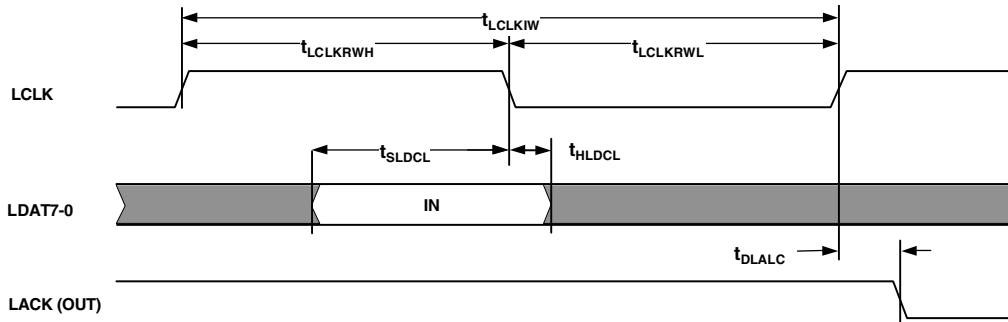 tLCLKIW
tLCLKRWH tLCLKRWL
LCLK
tSLDCL tHLDCL
LDAT7-0 IN
tDLALC
LACK (OUT)